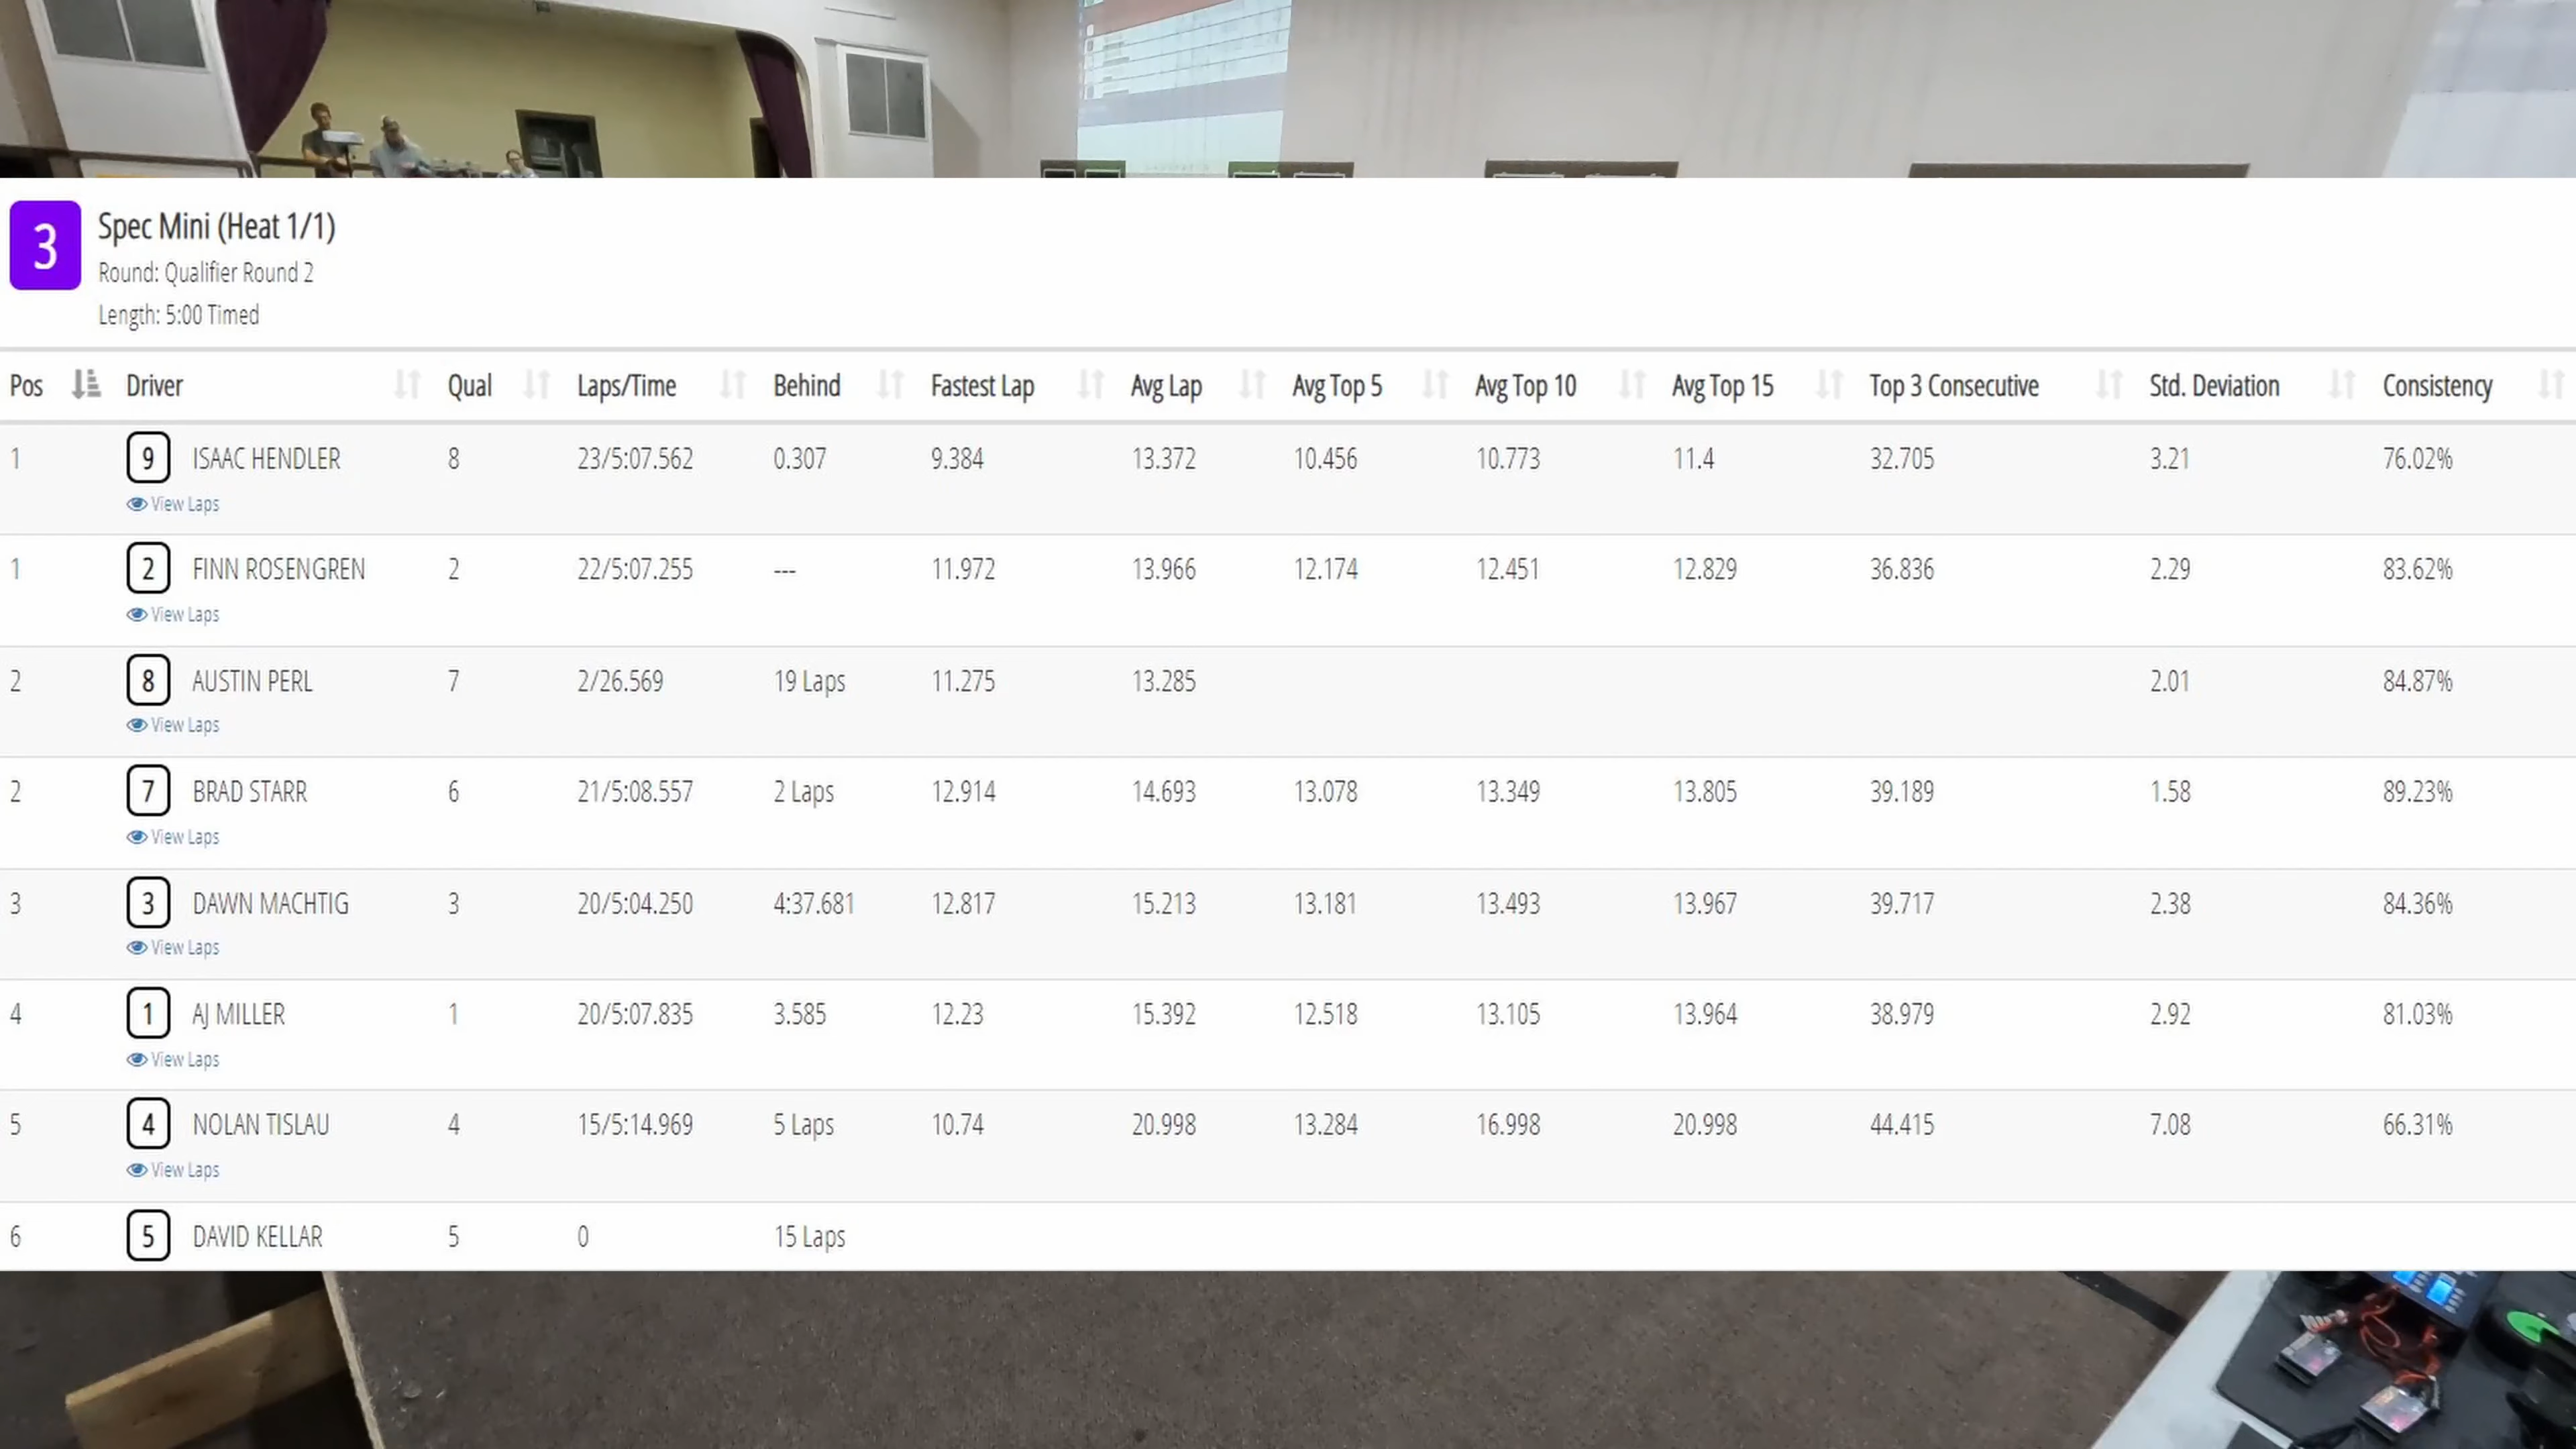 3
Spec Mini (Heat 1/1)
Round: Qualifier Round 2
Length: 5:00 Timed
Pos Driver Qual Laps/Time Behind Fastest Lap Avg Lap Avg Top 5 Avg Top 10 Avg Top 15 Top 3 Consecutive Std. Deviation Consistency
1 9 ISAAC HENDLER 8 23/5:07.562 0.307 9.384 13.372 10.456 10.773 11.4 32.705 3.21 76.02%
View Laps
1 2 FINN ROSENGREN 2 22/5:07.255 --- 11.972 13.966 12.174 12.451 12.829 36.836 2.29 83.62%
View Laps
2 8 AUSTIN PERL 7 2/26.569 19 Laps 11.275 13.285 2.01 84.87%
View Laps
2 7 BRAD STARR 6 21/5:08.557 2 Laps 12.914 14.693 13.078 13.349 13.805 39.189 1.58 89.23%
View Laps
3 3 DAWN MACHTIG 3 20/5:04.250 4:37.681 12.817 15.213 13.181 13.493 13.967 39.717 2.38 84.36%
View Laps
4 1 AJ MILLER 1 20/5:07.835 3.585 12.23 15.392 12.518 13.105 13.964 38.979 2.92 81.03%
View Laps
5 4 NOLAN TISLAU 4 15/5:14.969 5 Laps 10.74 20.998 13.284 16.998 20.998 44.415 7.08 66.31%
View Laps
6 5 DAVID KELLAR 5 0 15 Laps